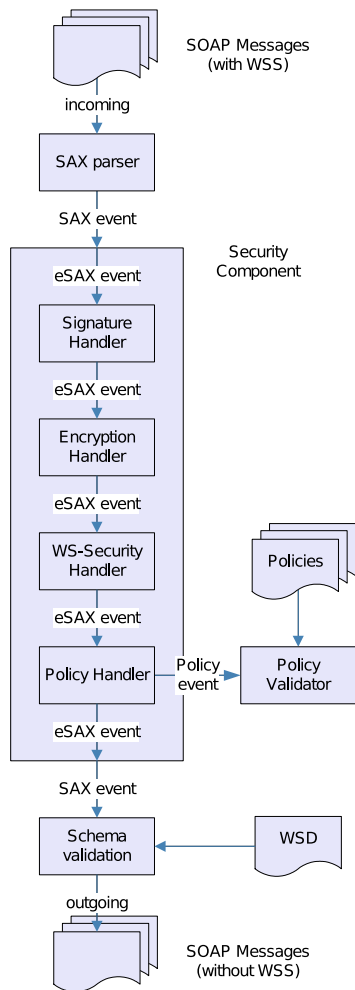 SOAP Messages
(with WSS)
incoming
SAX parser
SAX event
Security
Component
eSAX event
Signature
Handler
eSAX event
Encryption
Handler
eSAX event
WS-Security
Handler
Policies
eSAX event
Policy Handler
Policy
event
Policy
Validator
eSAX event
SAX event
Schema
validation
WSD
outgoing
SOAP Messages
(without WSS)